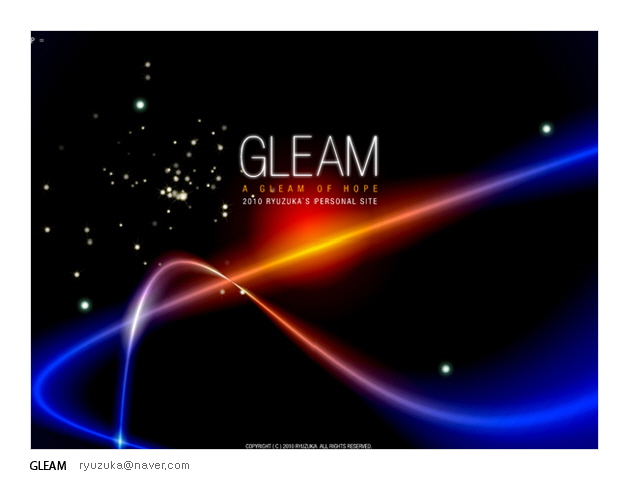 P =
GLEAM
A GLEAM OF HOPE
2010 RYUZUKA'S PERSONAL SITE
COPYRIGHT ( C ) 2010 RYUZUKA. ALL RIGHTS RESERVED.
GLEAM ryuzuka@naver.com